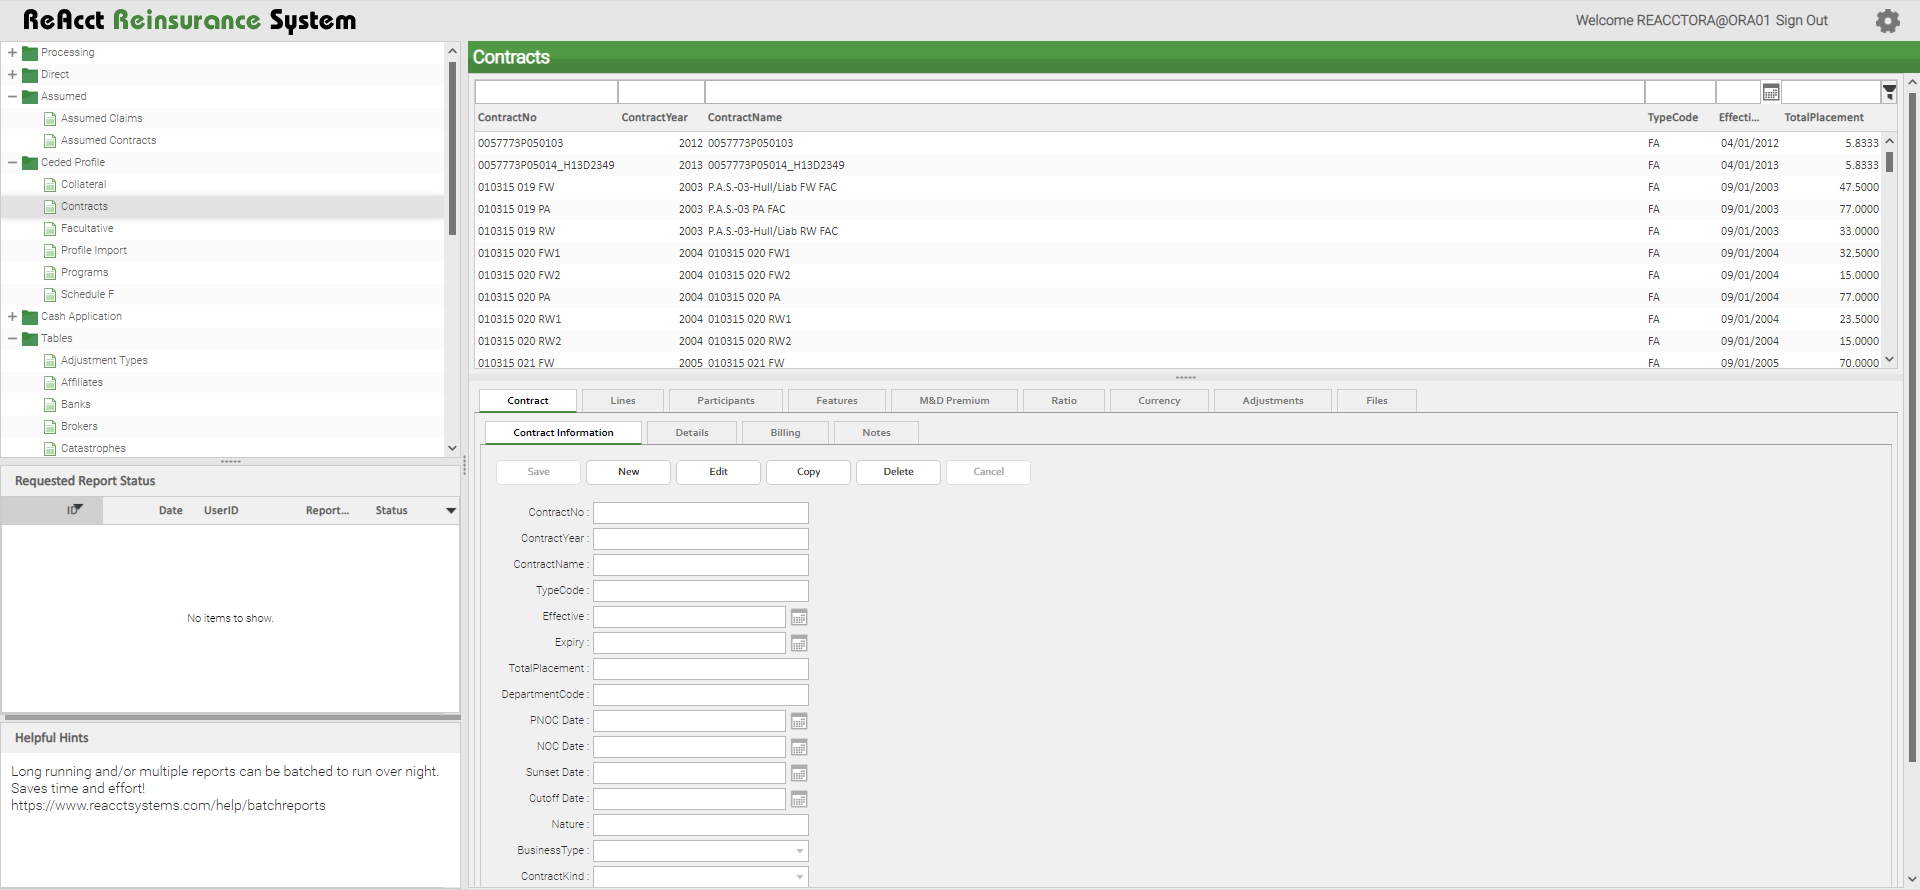 ReAcct Reinsurance System
Welcome REACCTORA@ORA01 Sign Out
Processing
Direct
Assumed
Assumed Claims
Assumed Contracts
Ceded Profile
Collateral
Contracts
Facultative
Profile Import
Programs
Schedule F
Cash Application
Tables
Adjustment Types
Affiliates
Banks
Brokers
Catastrophes
Requested Report Status
ID Date UserID Report... Status
No items to show.
Helpful Hints
Long running and/or multiple reports can be batched to run over night.
Saves time and effort!
https://www.reacctsystems.com/help/batchreports
Contracts
ContractNo ContractYear ContractName TypeCode Effecti... TotalPlacement
0057773P050103 2012 0057773P050103 FA 04/01/2012 5.8333
0057773P05014_H13D2349 2013 0057773P05014_H13D2349 FA 04/01/2013 5.8333
010315 019 FW 2003 P.A.S.-03-Hull/Liab FW FAC FA 09/01/2003 47.5000
010315 019 PA 2003 P.A.S.-03 PA FAC FA 09/01/2003 77.0000
010315 019 RW 2003 P.A.S.-03-Hull/Liab RW FAC FA 09/01/2003 33.0000
010315 020 FW1 2004 010315 020 FW1 FA 09/01/2004 32.5000
010315 020 FW2 2004 010315 020 FW2 FA 09/01/2004 15.0000
010315 020 PA 2004 010315 020 PA FA 09/01/2004 77.0000
010315 020 RW1 2004 010315 020 RW1 FA 09/01/2004 23.5000
010315 020 RW2 2004 010315 020 RW2 FA 09/01/2004 15.0000
010315 021 FW 2005 010315 021 FW FA 09/01/2005 70.0000
Contract Lines Participants Features M&D Premium Ratio Currency Adjustments Files
Contract Information Details Billing Notes
Save New Edit Copy Delete Cancel
ContractNo :
ContractYear :
ContractName :
TypeCode :
Effective :
Expiry :
TotalPlacement :
DepartmentCode :
PNOC Date :
NOC Date :
Sunset Date :
Cutoff Date :
Nature :
BusinessType :
ContractKind :